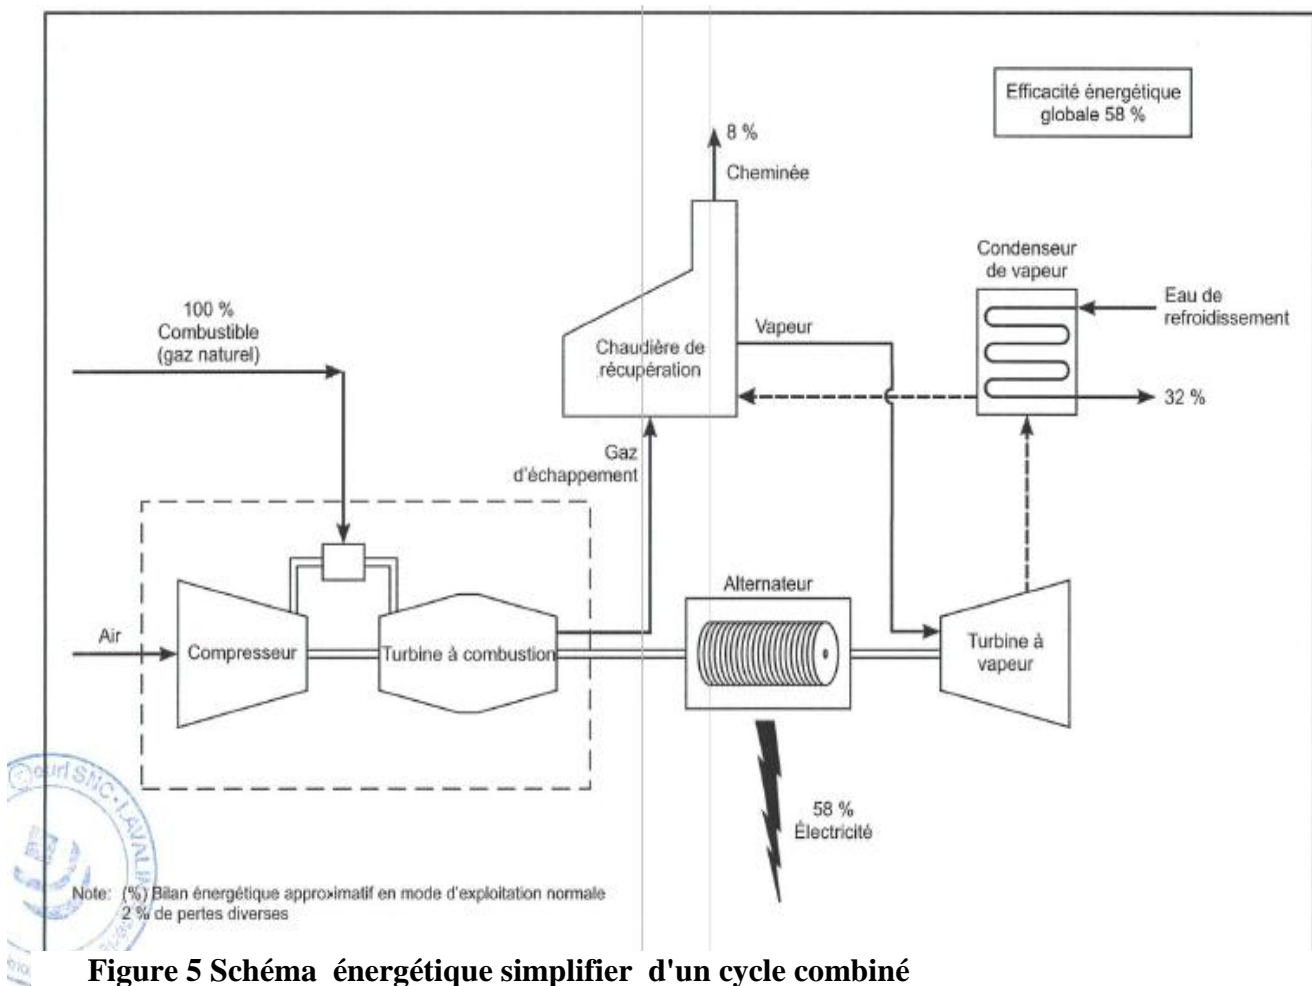 Efficacité énergétique
globale 58 %
8 %
Cheminée
Condenseur
de vapeur
100 %
Combustible
(gaz naturel)
Eau de
refroidissement
Vapeur
Chaudière de
récupération
32 %
Gaz
d'échappement
Alternateur
Air
Compresseur
Turbine à combustion
Turbine à
vapeur
58 %
Électricité
SNC-LAVALIN
Note: (%) Bilan énergétique approximatif en mode d'exploitation normale
2 % de pertes diverses
Figure 5 Schéma énergétique simplifier d'un cycle combiné